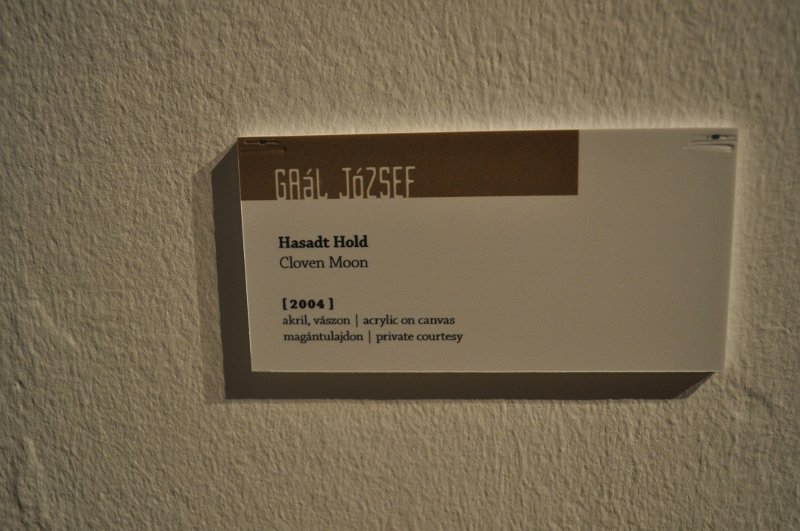 GAáL JóZSEF
Hasadt Hold
Cloven Moon
[2004]
akril, vászon | acrylic on canvas
magántulajdon | private courtesy